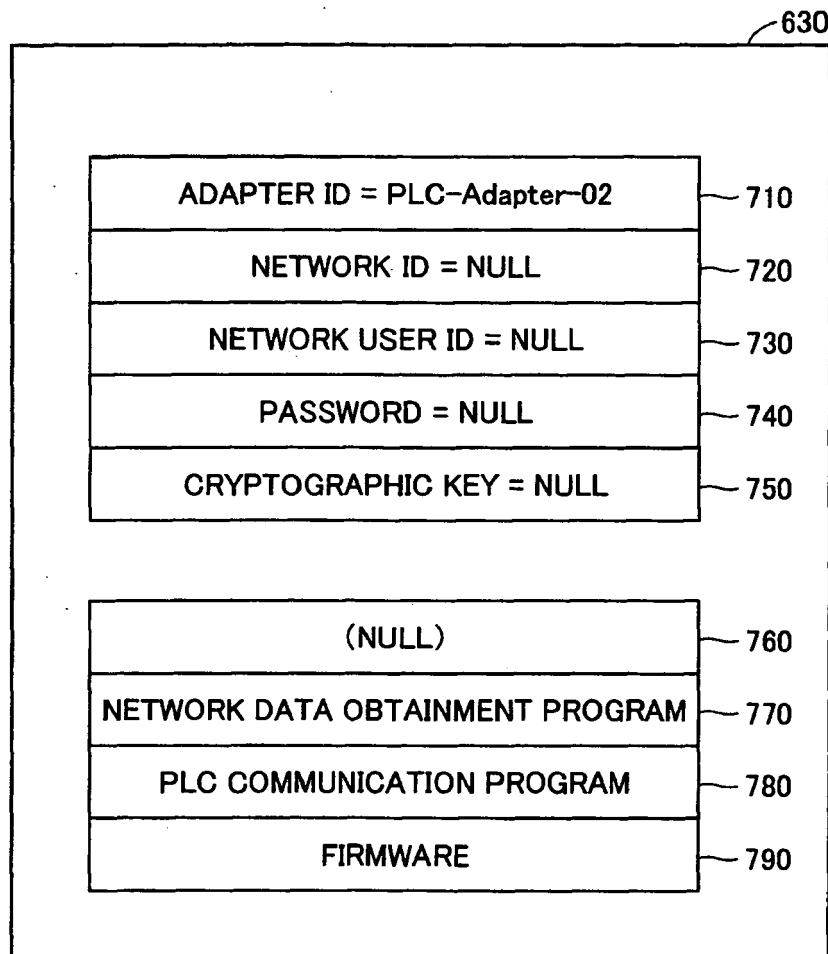 630
ADAPTER ID = PLC-Adapter-02 710
NETWORK ID = NULL 720
NETWORK USER ID = NULL 730
PASSWORD = NULL 740
CRYPTOGRAPHIC KEY = NULL 750
(NULL) 760
NETWORK DATA OBTAINMENT PROGRAM 770
PLC COMMUNICATION PROGRAM 780
FIRMWARE 790